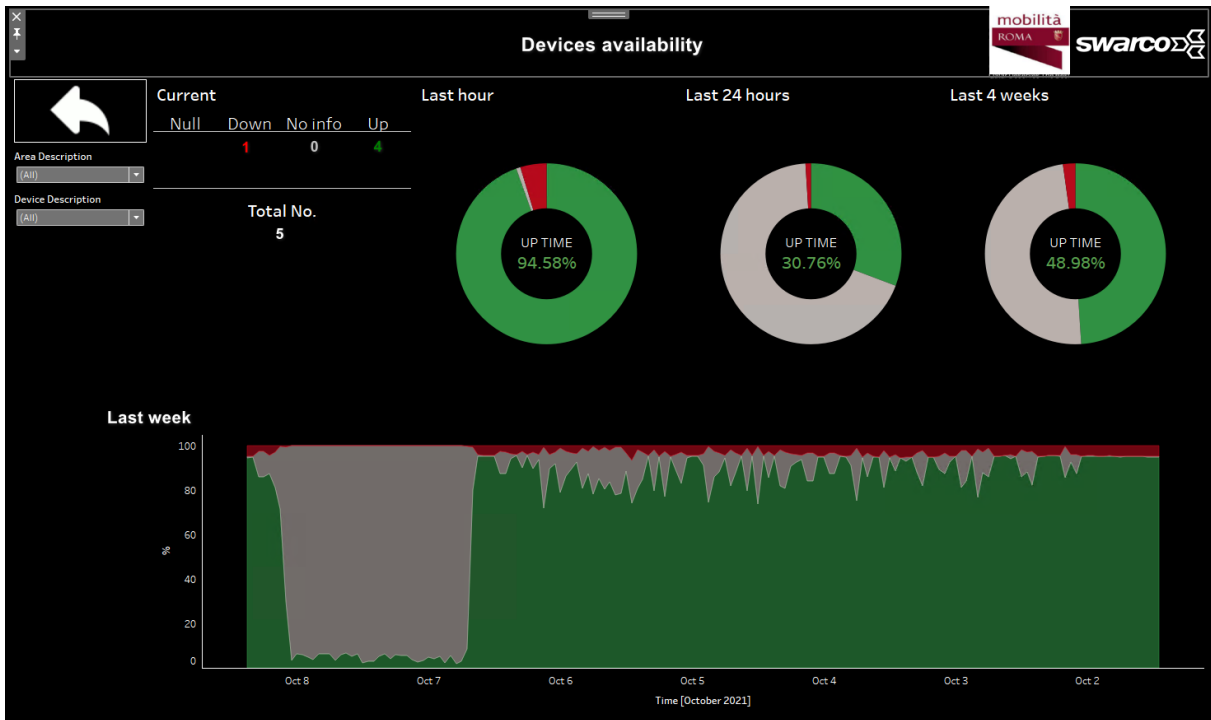 Devices availability
mobilità
ROMA
swarco
Current
Null Down No info Up
1 0 4
Total No.
5
Area Description
(All)
Device Description
(All)
Last hour
UP TIME
94.58%
Last 24 hours
UP TIME
30.76%
Last 4 weeks
UP TIME
48.98%
Last week
100
80
60
40
20
0
%
Oct 8 Oct 7 Oct 6 Oct 5 Oct 4 Oct 3 Oct 2
Time [October 2021]